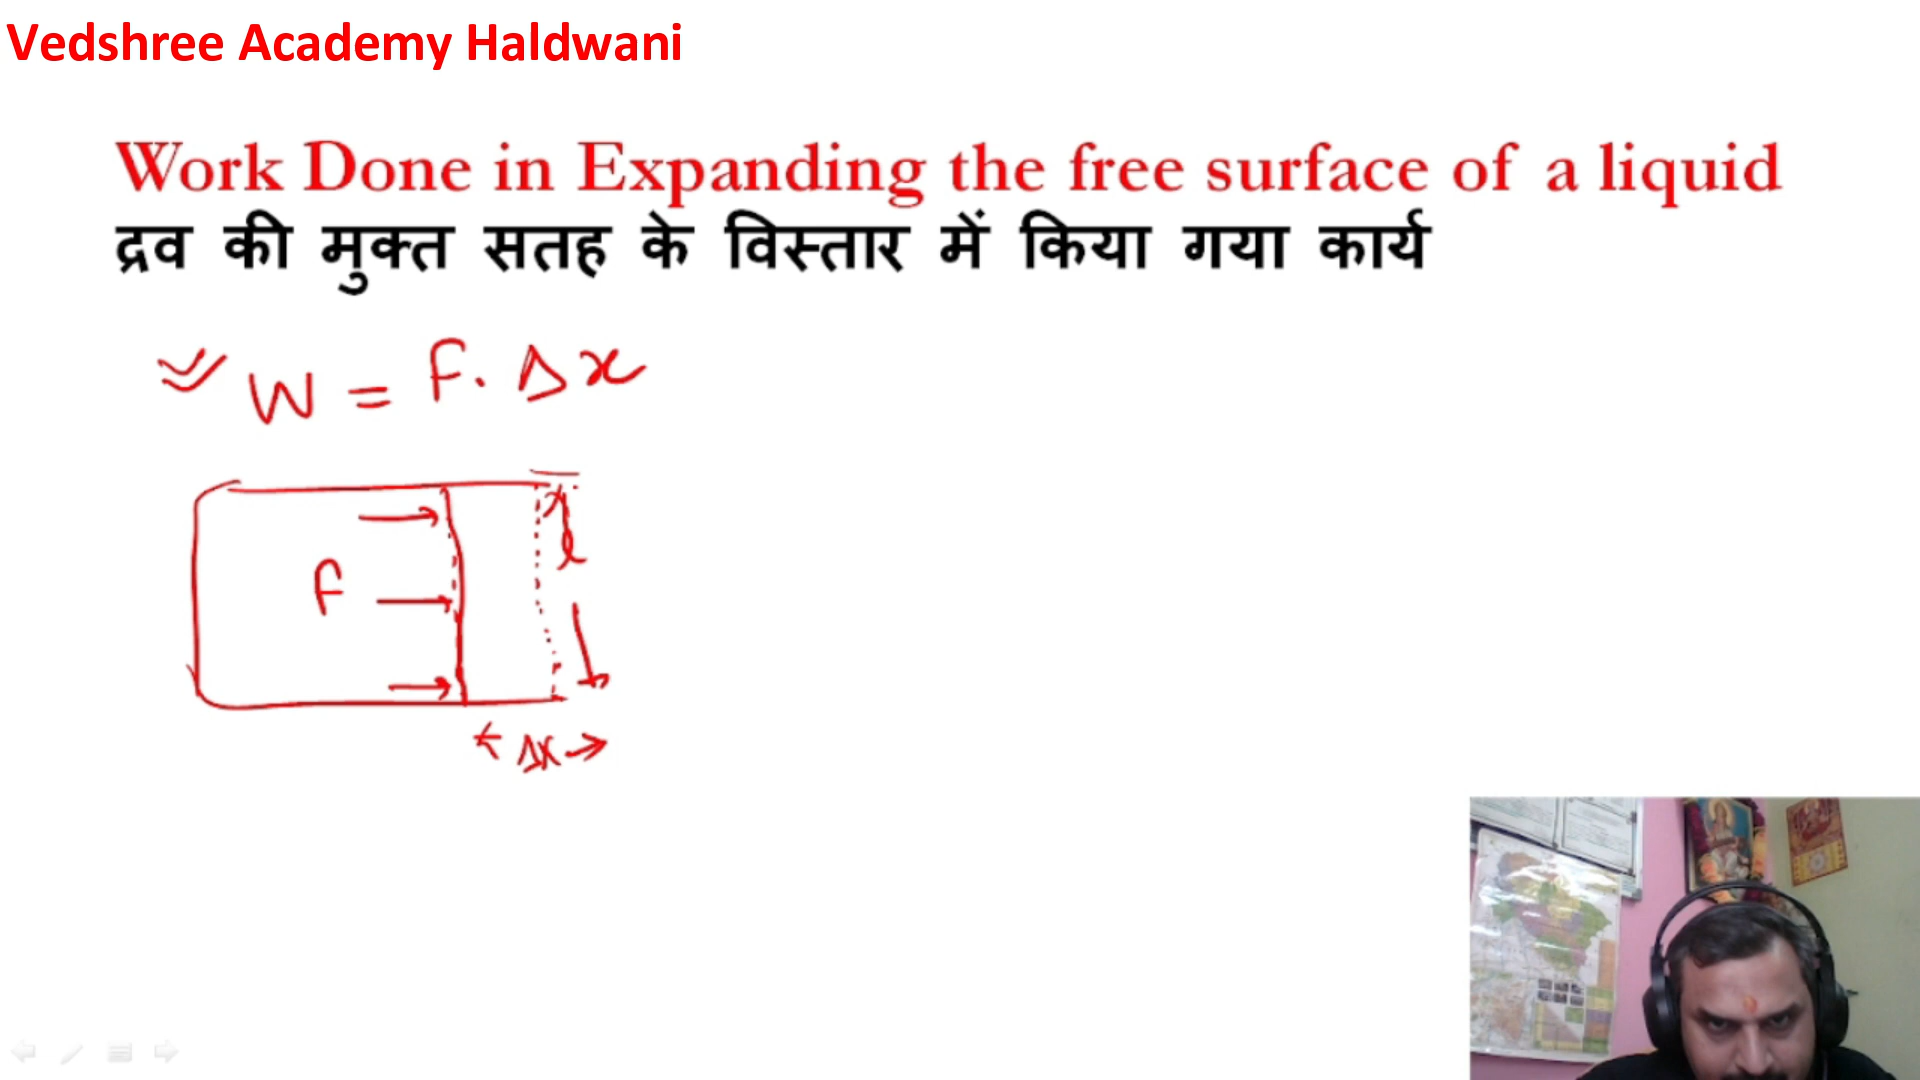 Vedshree Academy Haldwani
Work Done in Expanding the free surface of a liquid
द्रव की मुक्त सतह के विस्तार में किया गया कार्य
W = F. Δx
F
l
Δx